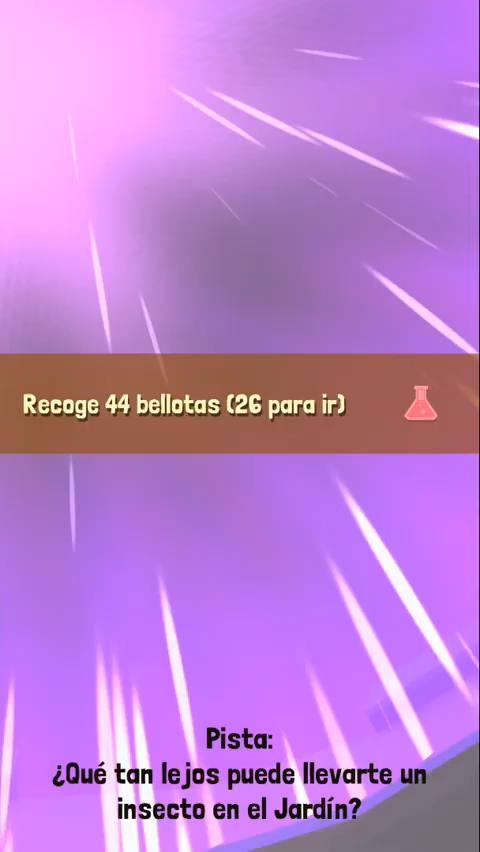 Recoge 44 bellotas (26 para ir)
Pista:
¿Qué tan lejos puede llevarte un
insecto en el Jardín?